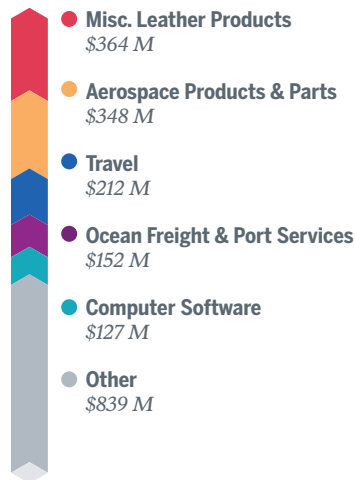 Misc. Leather Products
$364 M
Aerospace Products & Parts
$348 M
Travel
$212 M
Ocean Freight & Port Services
$152 M
Computer Software
$127 M
Other
$839 M